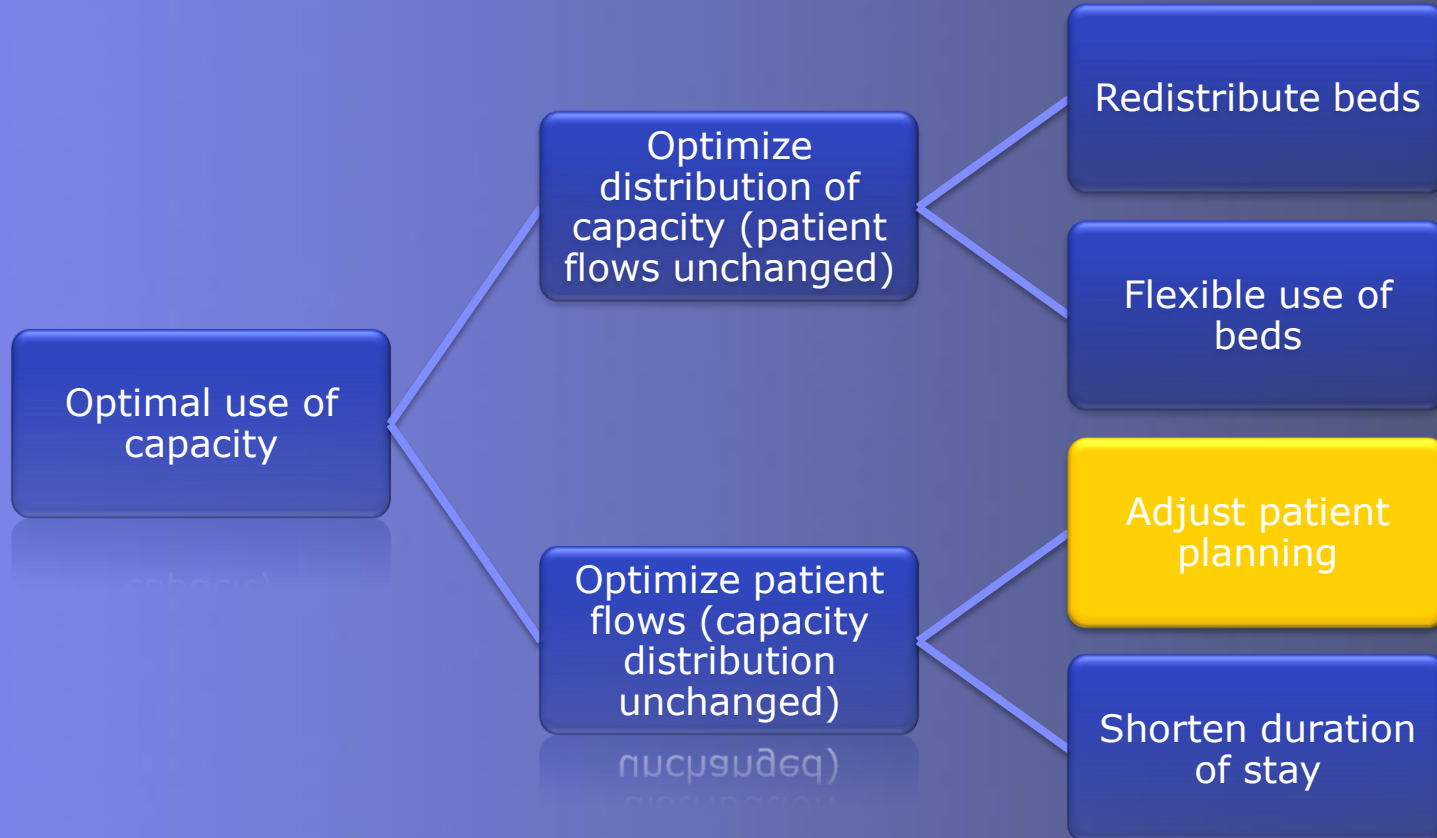 Optimal use of
capacity
Optimize
distribution of
capacity (patient
flows unchanged)
Optimize patient
flows (capacity
distribution
unchanged)
Redistribute beds
Flexible use of
beds
Adjust patient
planning
Shorten duration
of stay